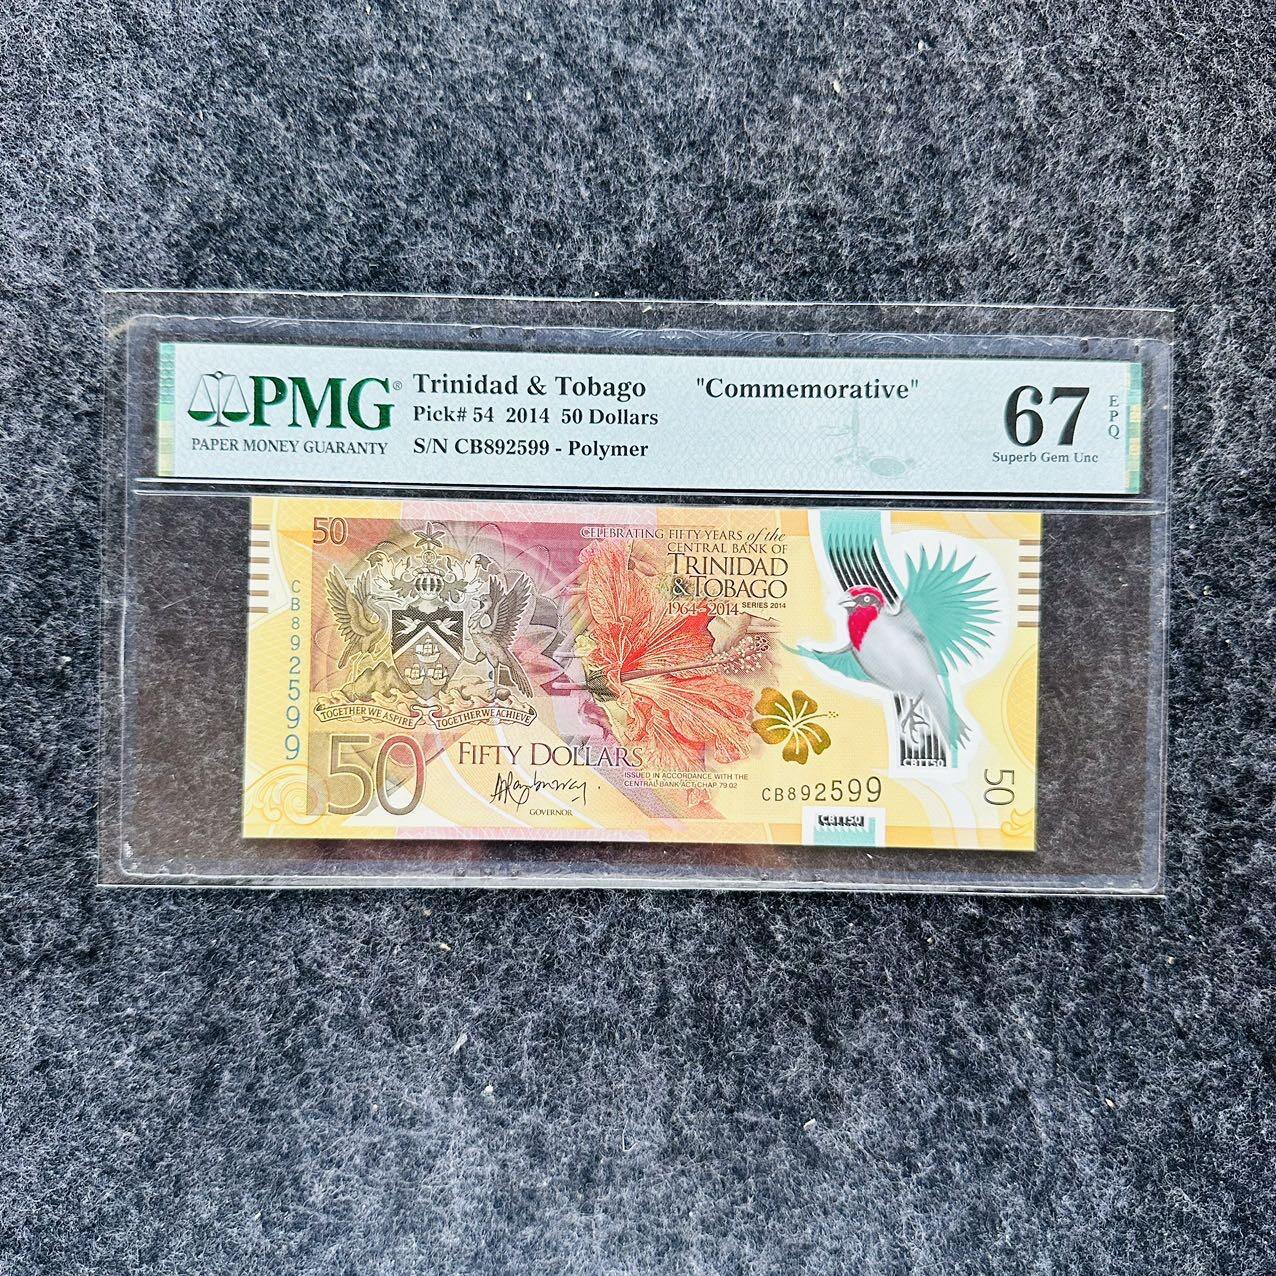 PMG®
PAPER MONEY GUARANTY
Trinidad & Tobago "Commemorative"
Pick# 54 2014 50 Dollars
S/N CB892599 - Polymer
67
EPQ
Superb Gem Unc
50
CELEBRATING FIFTY YEARS of the
CENTRAL BANK OF
TRINIDAD
& TOBAGO
1964-2014 SERIES 2014
CB892599
TOGETHER WE ASPIRE TOGETHER WE ACHIEVE
50
FIFTY DOLLARS
ISSUED IN ACCORDANCE WITH THE
CENTRAL BANK ACT CHAP 79.02
GOVERNOR
CBTT50
CB892599
50
CBTT50